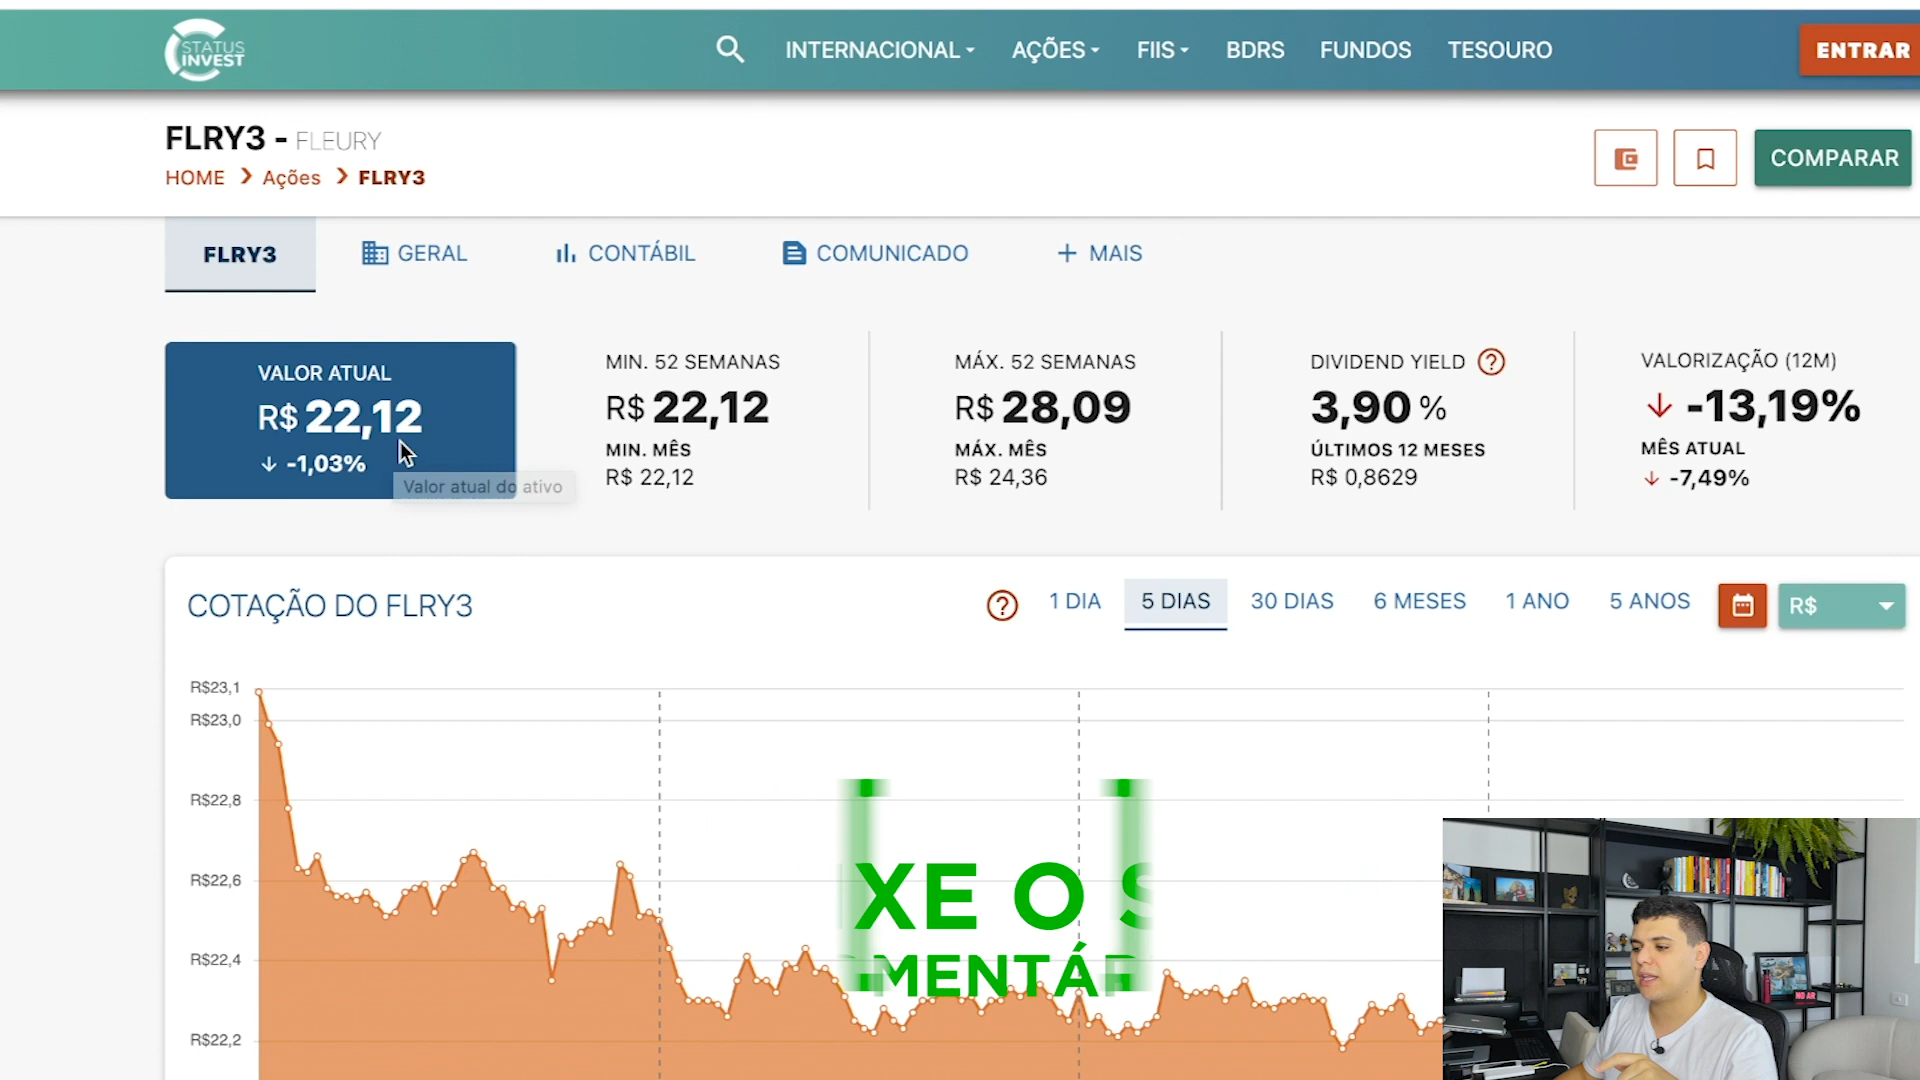 STATUS
INVEST
INTERNACIONAL
AÇÕES
FIIS
BDRS
FUNDOS
TESOURO
ENTRAR
FLRY3 - FLEURY
HOME > Ações > FLRY3
COMPARAR
FLRY3
GERAL
CONTÁBIL
COMUNICADO
+ MAIS
VALOR ATUAL
R$ 22,12
-1,03%
Valor atual do ativo
MIN. 52 SEMANAS
R$ 22,12
MIN. MÊS
R$ 22,12
MÁX. 52 SEMANAS
R$ 28,09
MÁX. MÊS
R$ 24,36
DIVIDEND YIELD ?
3,90 %
ÚLTIMOS 12 MESES
R$ 0,8629
VALORIZAÇÃO (12M)
-13,19%
MÊS ATUAL
-7,49%
COTAÇÃO DO FLRY3
?
1 DIA
5 DIAS
30 DIAS
6 MESES
1 ANO
5 ANOS
R$
R$23,1
R$23,0
R$22,8
R$22,6
R$22,4
R$22,2
XE O S
MENTÁR
NO AR